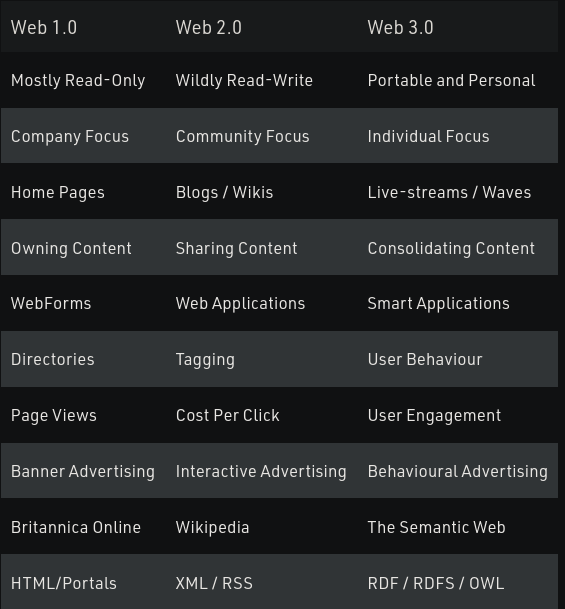 Web 1.0 Web 2.0 Web 3.0
Mostly Read-Only Wildly Read-Write Portable and Personal
Company Focus Community Focus Individual Focus
Home Pages Blogs / Wikis Live-streams / Waves
Owning Content Sharing Content Consolidating Content
WebForms Web Applications Smart Applications
Directories Tagging User Behaviour
Page Views Cost Per Click User Engagement
Banner Advertising Interactive Advertising Behavioural Advertising
Britannica Online Wikipedia The Semantic Web
HTML/Portals XML / RSS RDF / RDFS / OWL